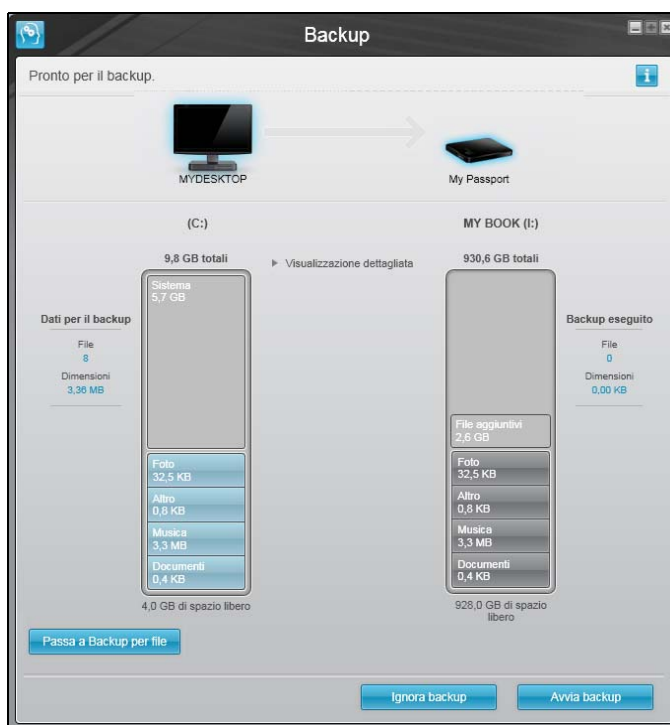 Backup
Pronto per il backup.
MYDESKTOP
My Passport
(C:)
MY BOOK (I:)
9,8 GB totali
Visualizzazione dettagliata
930,6 GB totali
Dati per il backup
File
8
Dimensioni
3,36 MB
Sistema
5,7 GB
Foto
32,5 KB
Altro
0,8 KB
Musica
3,3 MB
Documenti
0,4 KB
4,0 GB di spazio libero
File aggiuntivi
2,6 GB
Foto
32,5 KB
Altro
0,8 KB
Musica
3,3 MB
Documenti
0,4 KB
928,0 GB di spazio
libero
Backup eseguito
File
0
Dimensioni
0,00 KB
Passa a Backup per file
Ignora backup
Avvia backup